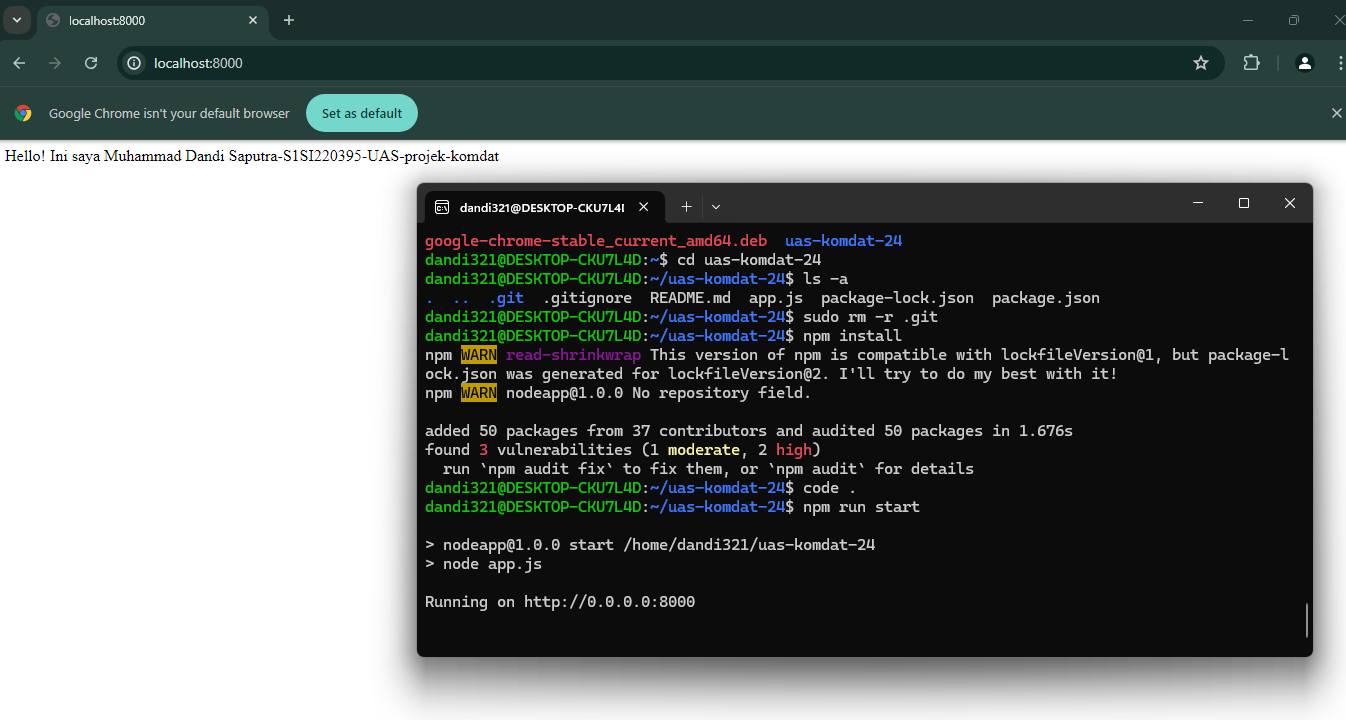 localhost:8000
localhost:8000
Google Chrome isn't your default browser Set as default
Hello! Ini saya Muhammad Dandi Saputra-S1SI220395-UAS-projek-komdat
dandi321@DESKTOP-CKU7L4I
google-chrome-stable_current_amd64.deb  uas-komdat-24
dandi321@DESKTOP-CKU7L4D:~$ cd uas-komdat-24
dandi321@DESKTOP-CKU7L4D:~/uas-komdat-24$ ls -a
.  ..  .git  .gitignore  README.md  app.js  package-lock.json  package.json
dandi321@DESKTOP-CKU7L4D:~/uas-komdat-24$ sudo rm -r .git
dandi321@DESKTOP-CKU7L4D:~/uas-komdat-24$ npm install
npm WARN read-shrinkwrap This version of npm is compatible with lockfileVersion@1, but package-l
ock.json was generated for lockfileVersion@2. I'll try to do my best with it!
npm WARN nodeapp@1.0.0 No repository field.
added 50 packages from 37 contributors and audited 50 packages in 1.676s
found 3 vulnerabilities (1 moderate, 2 high)
  run `npm audit fix` to fix them, or `npm audit` for details
dandi321@DESKTOP-CKU7L4D:~/uas-komdat-24$ code .
dandi321@DESKTOP-CKU7L4D:~/uas-komdat-24$ npm run start
> nodeapp@1.0.0 start /home/dandi321/uas-komdat-24
> node app.js
Running on http://0.0.0.0:8000